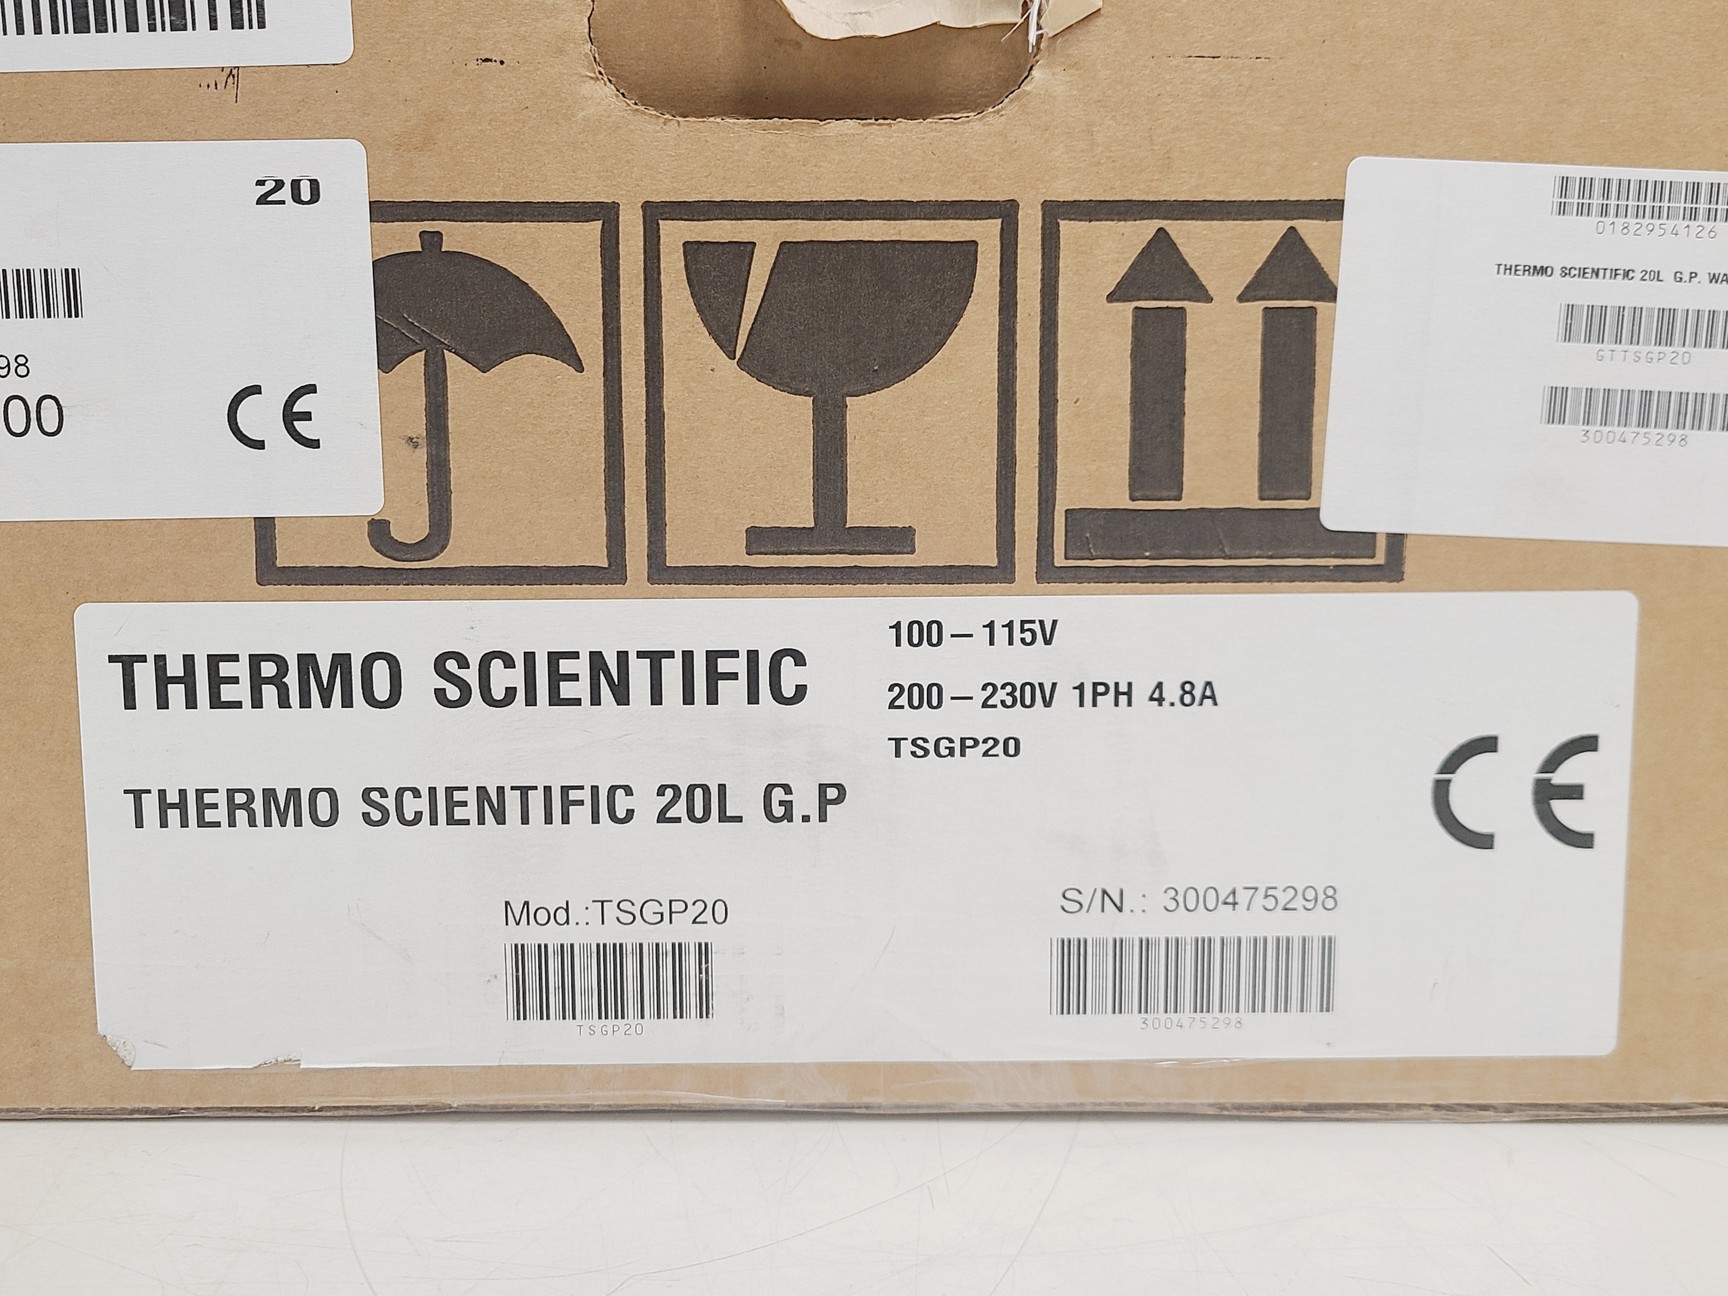 20
98
00
CE
0182954126
THERMO SCIENTIFIC 20L G.P. WA
GTTSGP20
300475298
THERMO SCIENTIFIC
100-115V
200-230V 1PH 4.8A
TSGP20
THERMO SCIENTIFIC 20L G.P
CE
Mod.:TSGP20
TSGP20
S/N.: 300475298
300475298